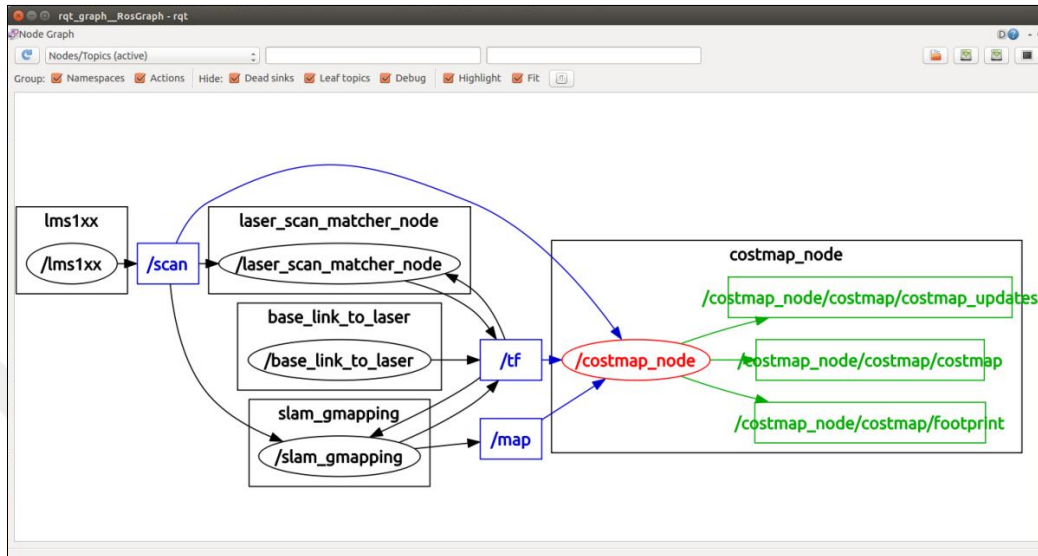 rqt_graph__RosGraph - rqt
Node Graph
D
Nodes/Topics (active)
Group: Namespaces Actions Hide: Dead sinks Leaf topics Debug Highlight Fit
lms1xx
/lms1xx
/scan
laser_scan_matcher_node
/laser_scan_matcher_node
base_link_to_laser
/base_link_to_laser
slam_gmapping
/slam_gmapping
/tf
/map
costmap_node
/costmap_node
/costmap_node/costmap/costmap_updates
/costmap_node/costmap/costmap
/costmap_node/costmap/footprint